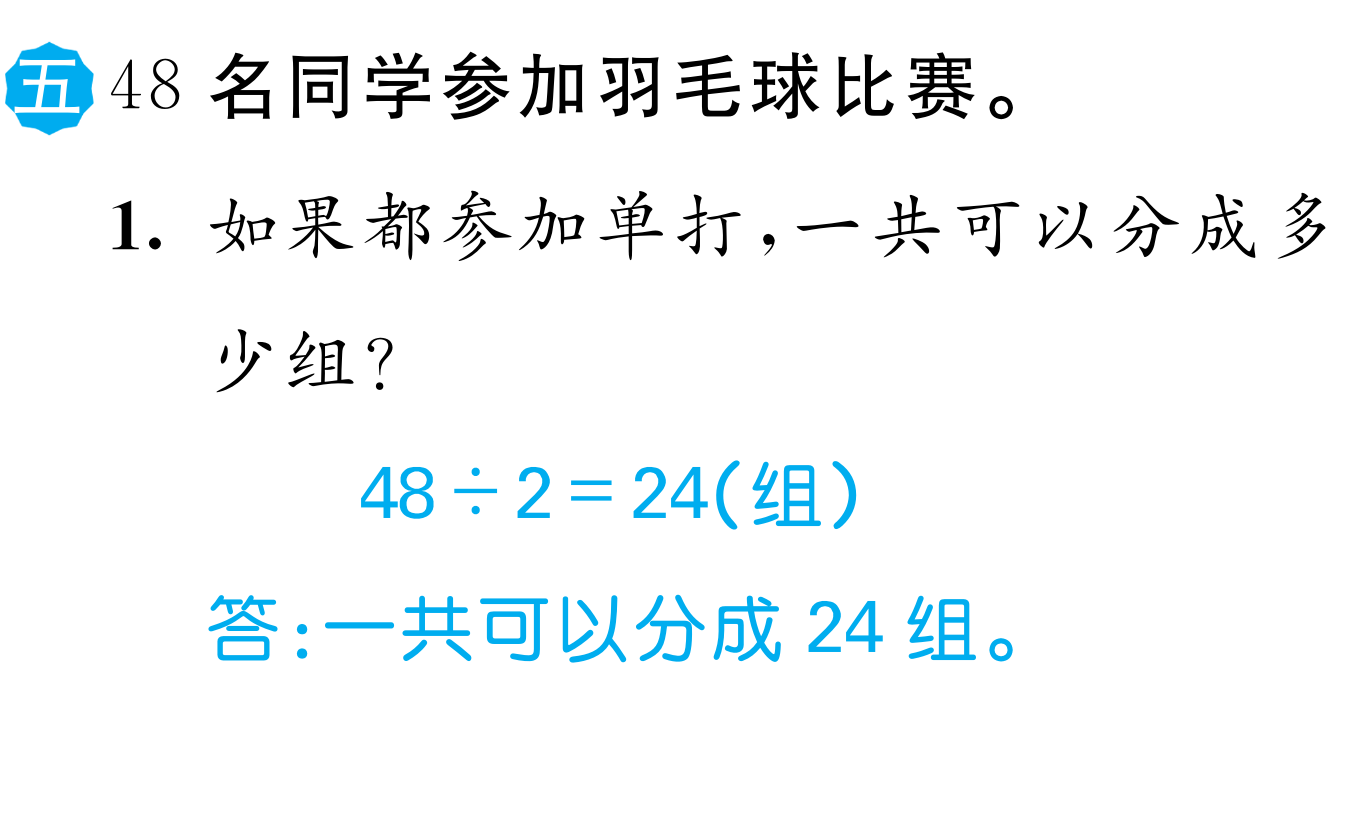 五 48 名同学参加羽毛球比赛。
1. 如果都参加单打,一共可以分成多
少组?
48÷2=24(组)
答:一共可以分成 24 组。